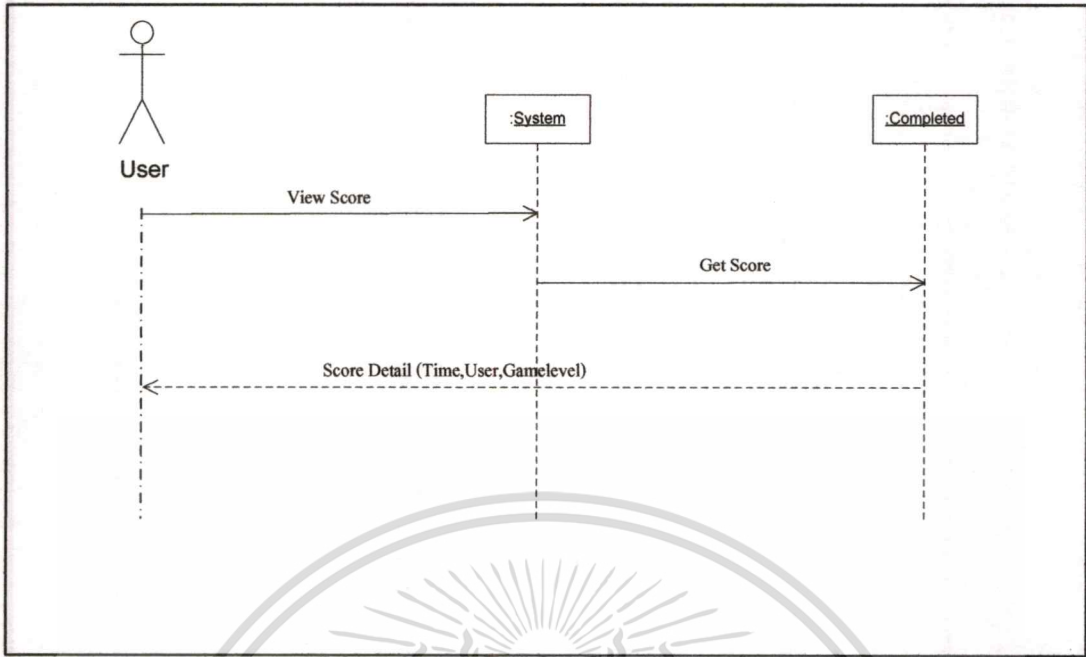 :System
:Completed
User
View Score
Get Score
Score Detail (Time,User,Gamelevel)